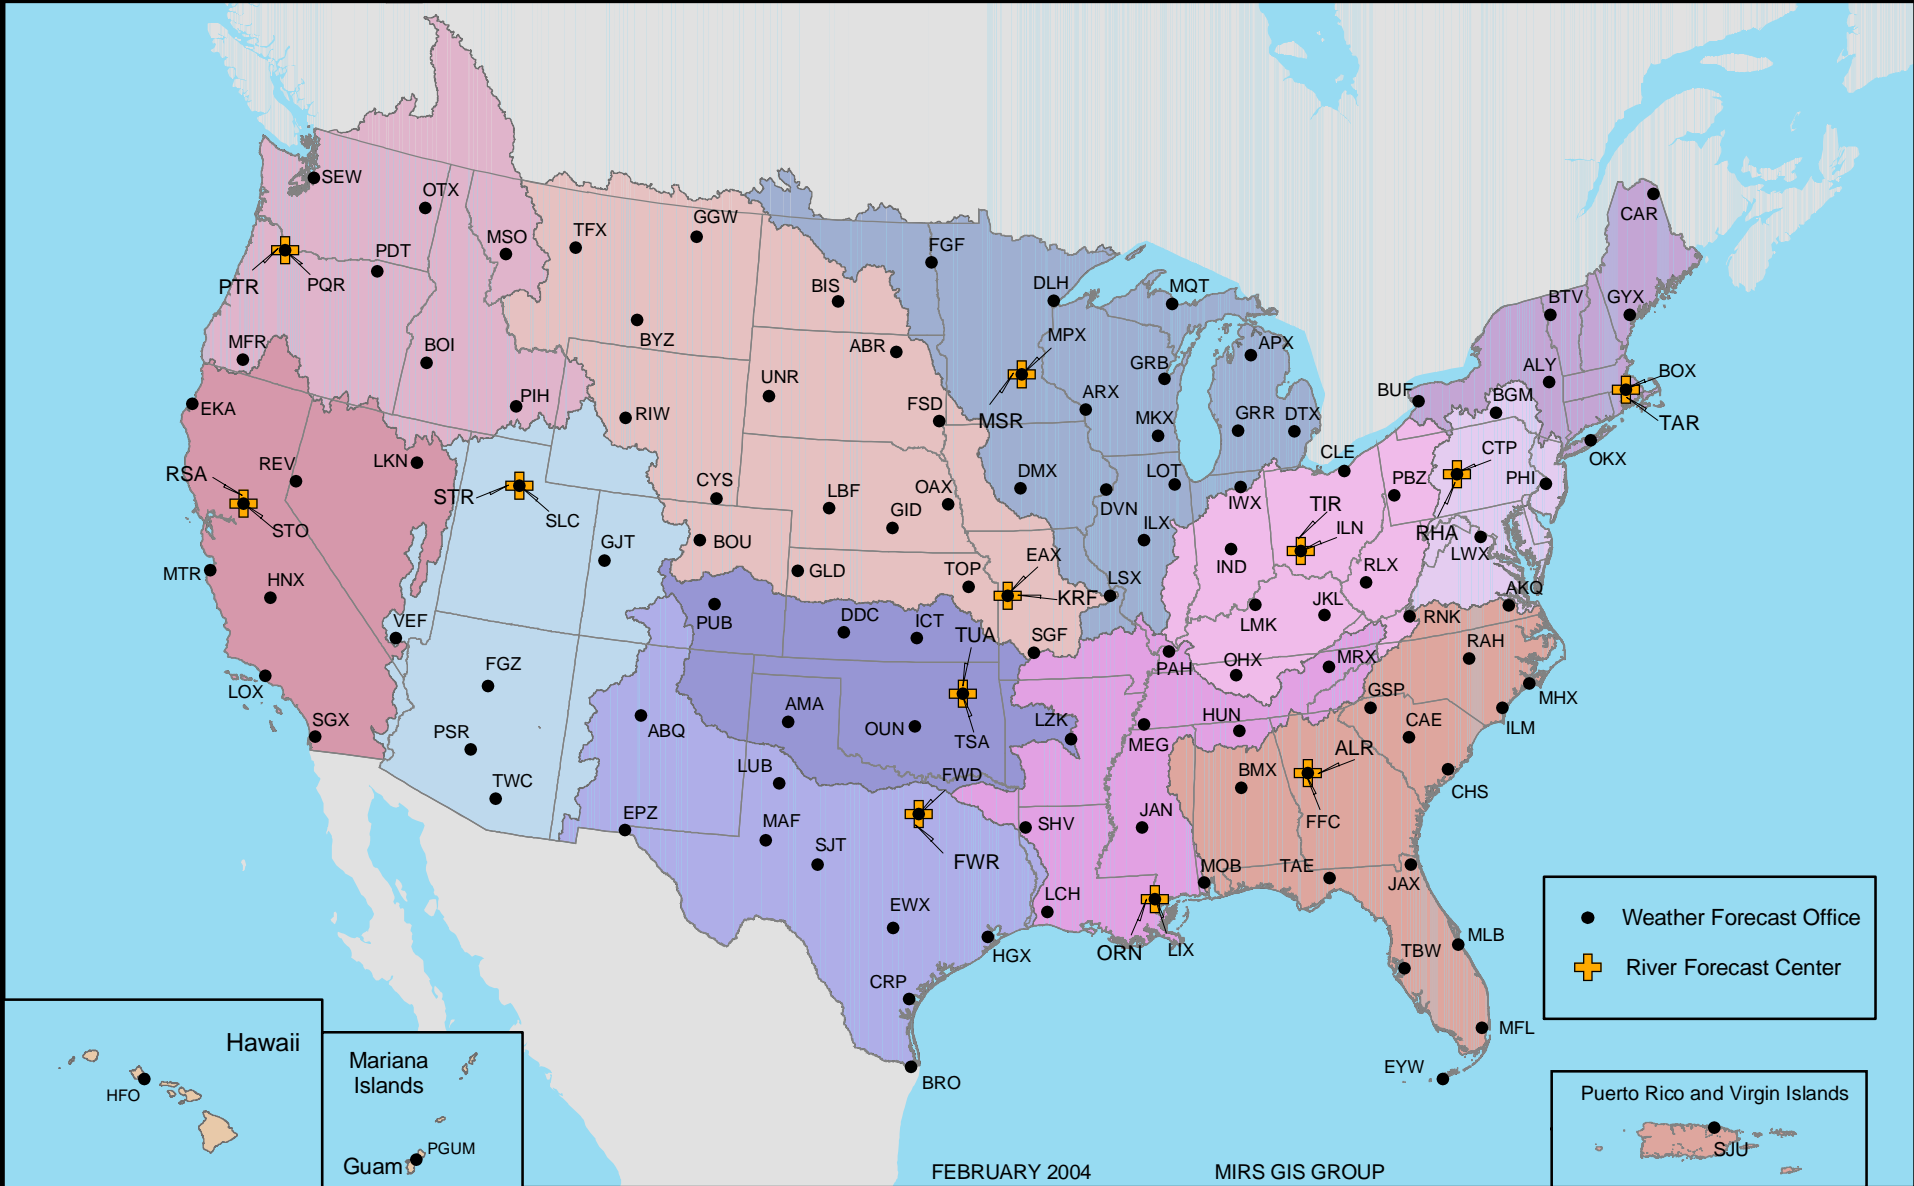 SEW
OTX
MSO
TFX
GGW
PTR
PQR
PDT
MFR
BOI
PIH
BYZ
RIW
BIS
ABR
UNR
FSD
FGF
DLH
MQT
MPX
MSR
ARX
GRB
MKX
APX
GRR
DTX
CAR
BTV
GYX
ALY
BOX
TAR
BUF
BGM
OKX
CTP
PHI
RHA
LWX
AKQ
CLE
PBZ
TIR
ILN
RLX
IWX
IND
LMK
JKL
RNK
LOT
DMX
DVN
ILX
LSX
EKA
RSA
REV
LKN
STO
MTR
HNX
VEF
LOX
SGX
STR
SLC
GJT
FGZ
PSR
TWC
CYS
BOU
LBF
GID
OAX
GLD
TOP
EAX
KRF
SGF
PUB
DDC
ICT
TUA
TSA
AMA
OUN
LZK
ABQ
LUB
EPZ
MAF
SJT
FWD
FWR
EWX
HGX
CRP
BRO
SHV
LCH
JAN
ORN
LIX
MEG
PAH
OHX
MRX
HUN
GSP
RAH
MHX
ILM
CAE
CHS
BMX
ALR
FFC
MOB
TAE
JAX
MLB
TBW
MFL
EYW
Weather Forecast Office
River Forecast Center
Hawaii
HFO
Mariana
Islands
Guam
PGUM
Puerto Rico and Virgin Islands
SJU
FEBRUARY 2004
MIRS GIS GROUP